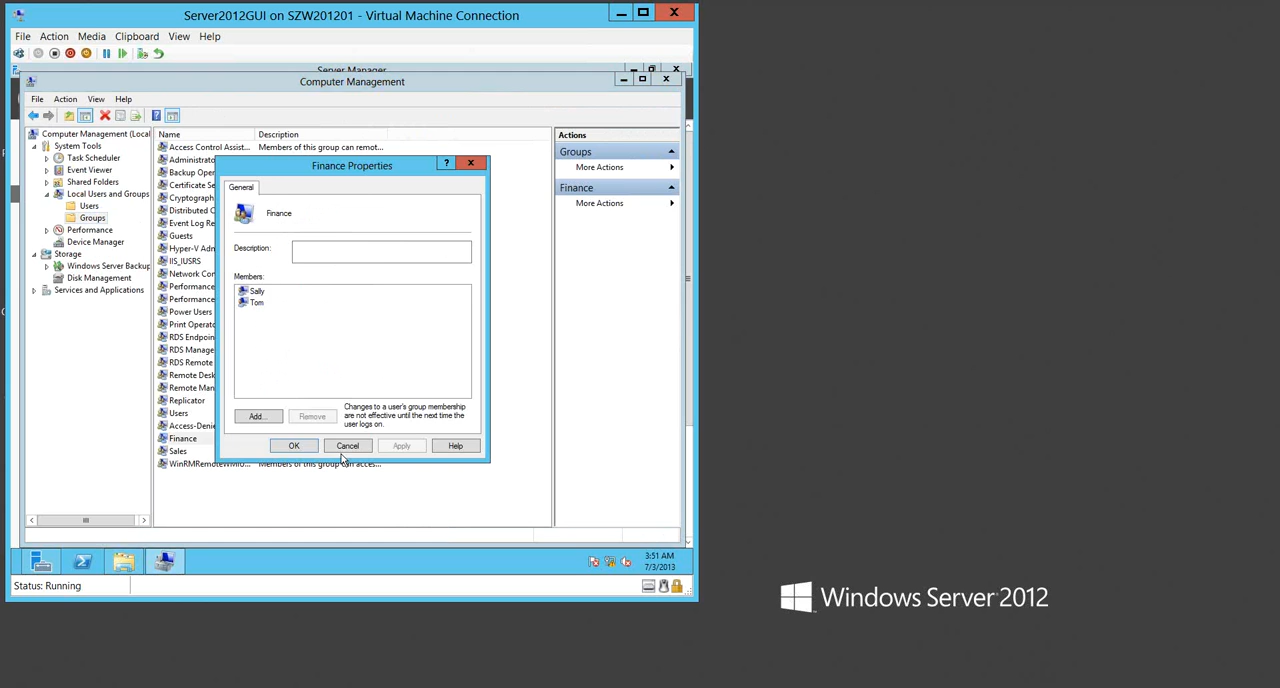 Server2012GUI on SZW201201 - Virtual Machine Connection
File Action Media Clipboard View Help
Server Manager
Computer Management
File Action View Help
Computer Management (Local
System Tools
Task Scheduler
Event Viewer
Shared Folders
Local Users and Groups
Users
Groups
Performance
Device Manager
Storage
Windows Server Backup
Disk Management
Services and Applications
Name Description
Access Control Assist... Members of this group can remot...
Administrato
Backup Oper
Certificate Se
Cryptograph
Distributed C
Event Log Re
Guests
Hyper-V Adn
IIS_IUSRS
Network Con
Performance
Performance
Power Users
Print Operato
RDS Endpoin
RDS Manage
RDS Remote
Remote Desk
Remote Man
Replicator
Users
Access-Denie
Finance
Sales
WinRMRemoteWMIU... Members of this group can acces...
Finance Properties
?
General
Finance
Description:
Members:
Sally
Tom
Add... Remove
Changes to a user's group membership
are not effective until the next time the
user logs on.
OK Cancel Apply Help
Actions
Groups
More Actions
Finance
More Actions
3:51 AM
7/3/2013
Status: Running
Windows Server 2012